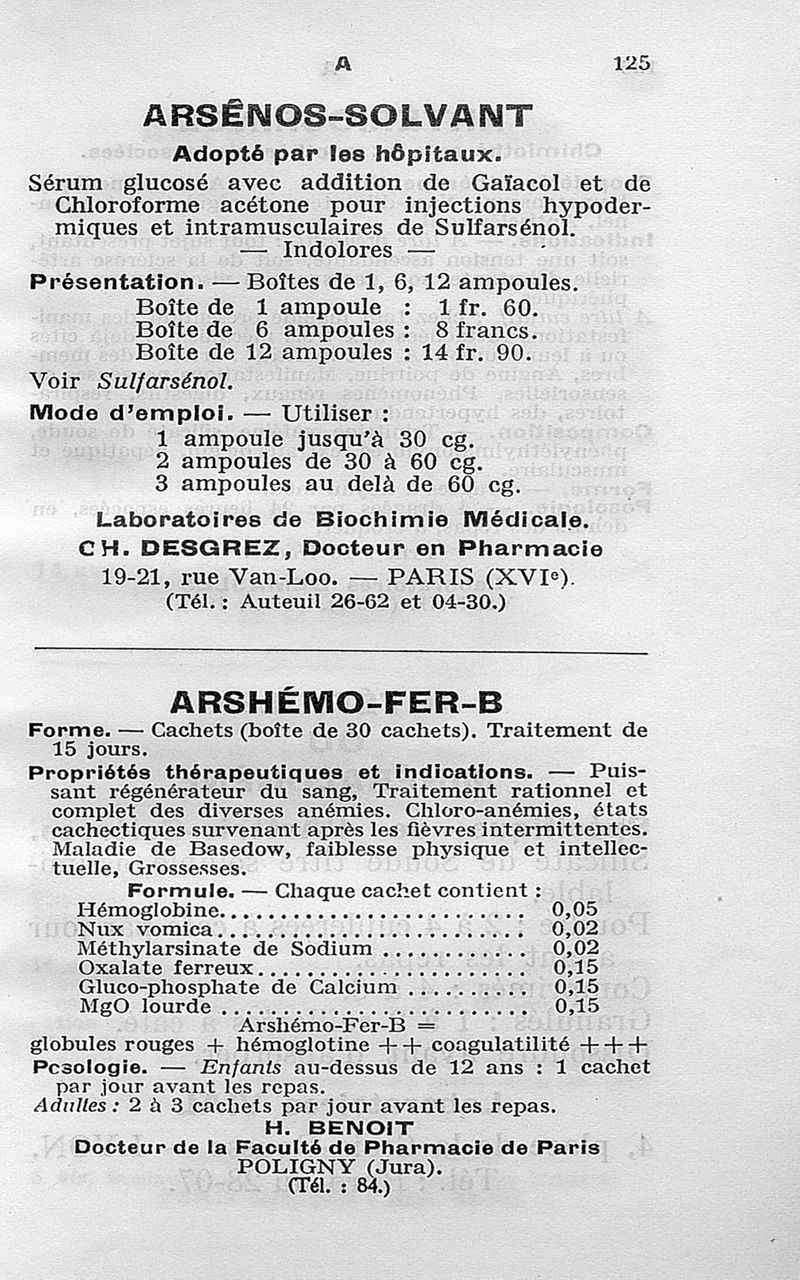 A 125
ARSÉNOS-SOLVANT
Adopté par les hôpitaux.
Sérum glucosé avec addition de Gaïacol et de
Chloroforme acétone pour injections hypoder-
miques et intramusculaires de Sulfarsénol.
— Indolores
Présentation. — Boîtes de 1, 6, 12 ampoules.
Boîte de 1 ampoule : 1 fr. 60.
Boîte de 6 ampoules : 8 francs.
Boîte de 12 ampoules : 14 fr. 90.
Voir Sulfarsénol.
Mode d'emploi. — Utiliser :
1 ampoule jusqu'à 30 cg.
2 ampoules de 30 à 60 cg.
3 ampoules au delà de 60 cg.
Laboratoires de Biochimie Médicale.
CH. DESGREZ, Docteur en Pharmacie
19-21, rue Van-Loo. — PARIS (XVIe).
(Tél. : Auteuil 26-62 et 04-30.)
ARSHÉMO-FER-B
Forme. — Cachets (boîte de 30 cachets). Traitement de
15 jours.
Propriétés thérapeutiques et indications. — Puis-
sant régénérateur du sang, Traitement rationnel et
complet des diverses anémies. Chloro-anémies, états
cachectiques survenant après les fièvres intermittentes.
Maladie de Basedow, faiblesse physique et intellec-
tuelle, Grossesses.
Formule. — Chaque cachet contient :
Hémoglobine........................ 0,05
Nux vomica........................ 0,02
Méthylarsinate de Sodium ............ 0,02
Oxalate ferreux..................... 0,15
Gluco-phosphate de Calcium .......... 0,15
MgO lourde ........................ 0,15
Arshémo-Fer-B =
globules rouges + hémoglotine ++ coagulatilité +++
Posologie. — Enfants au-dessus de 12 ans : 1 cachet
par jour avant les repas.
Adultes : 2 à 3 cachets par jour avant les repas.
H. BENOIT
Docteur de la Faculté de Pharmacie de Paris
POLIGNY (Jura).
(Tél. : 84.)